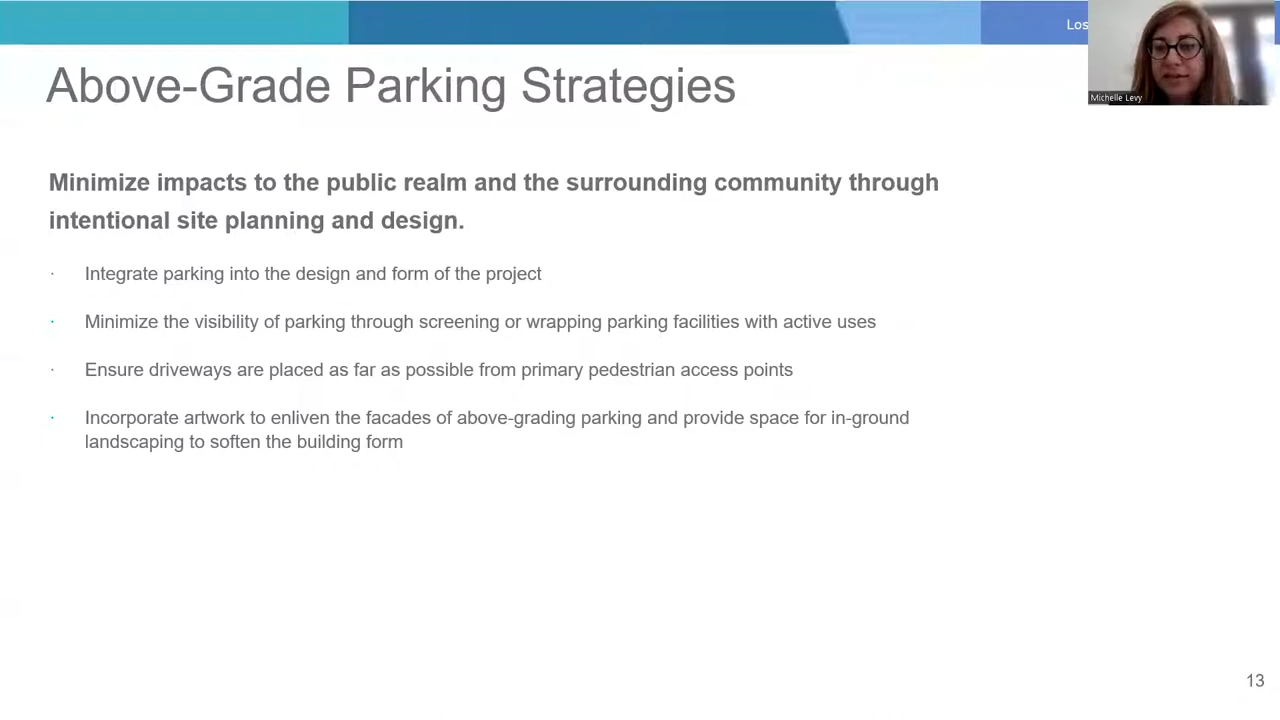 Los
Michelle Levy
Above-Grade Parking Strategies
Minimize impacts to the public realm and the surrounding community through
intentional site planning and design.
· Integrate parking into the design and form of the project
· Minimize the visibility of parking through screening or wrapping parking facilities with active uses
· Ensure driveways are placed as far as possible from primary pedestrian access points
· Incorporate artwork to enliven the facades of above-grading parking and provide space for in-ground
landscaping to soften the building form
13